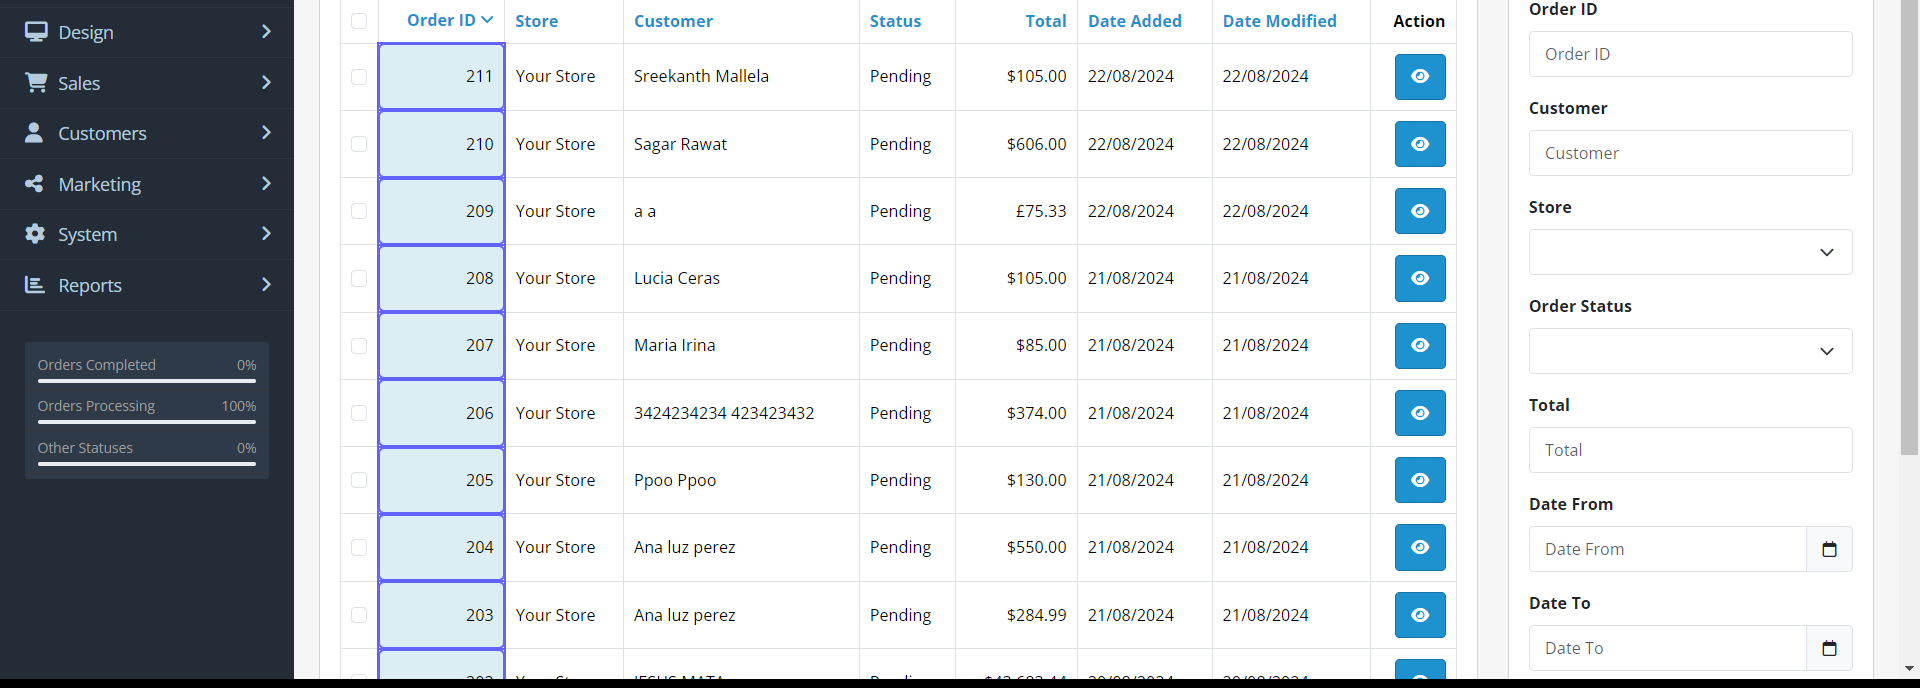 Design
Sales
Customers
Marketing
System
Reports
Orders Completed 0%
Orders Processing 100%
Other Statuses 0%
Order ID Store Customer Status Total Date Added Date Modified Action
211 Your Store Sreekanth Mallela Pending $105.00 22/08/2024 22/08/2024
210 Your Store Sagar Rawat Pending $606.00 22/08/2024 22/08/2024
209 Your Store a a Pending £75.33 22/08/2024 22/08/2024
208 Your Store Lucia Ceras Pending $105.00 21/08/2024 21/08/2024
207 Your Store Maria Irina Pending $85.00 21/08/2024 21/08/2024
206 Your Store 3424234234 423423432 Pending $374.00 21/08/2024 21/08/2024
205 Your Store Ppoo Ppoo Pending $130.00 21/08/2024 21/08/2024
204 Your Store Ana luz perez Pending $550.00 21/08/2024 21/08/2024
203 Your Store Ana luz perez Pending $284.99 21/08/2024 21/08/2024
Order ID
Order ID
Customer
Customer
Store
Order Status
Total
Total
Date From
Date From
Date To
Date To